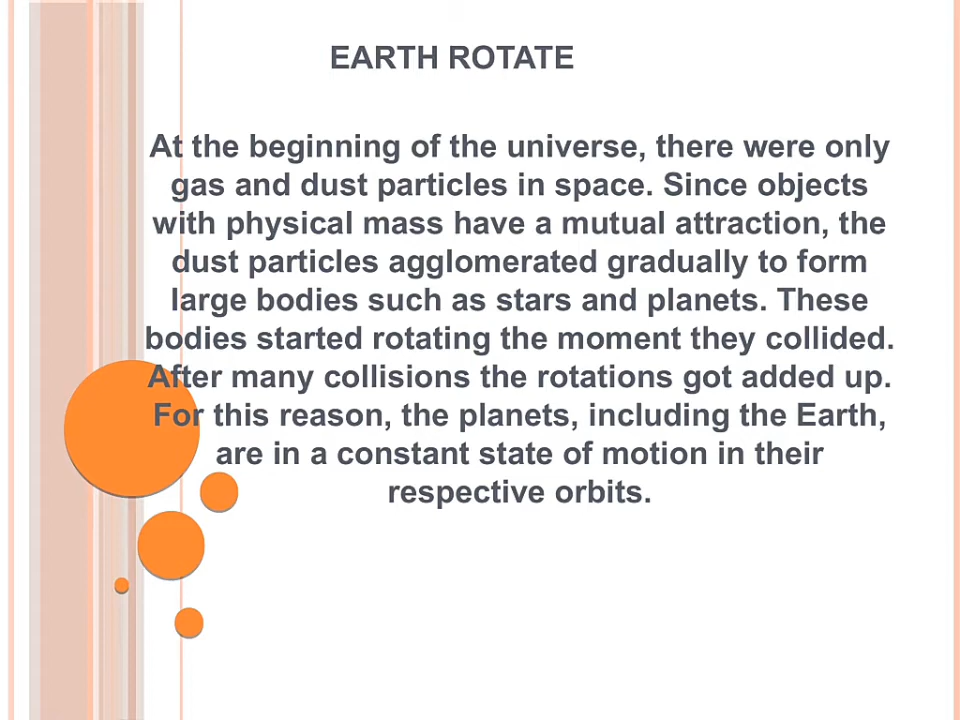 EARTH ROTATE
At the beginning of the universe, there were only
gas and dust particles in space. Since objects
with physical mass have a mutual attraction, the
dust particles agglomerated gradually to form
large bodies such as stars and planets. These
bodies started rotating the moment they collided.
After many collisions the rotations got added up.
For this reason, the planets, including the Earth,
are in a constant state of motion in their
respective orbits.